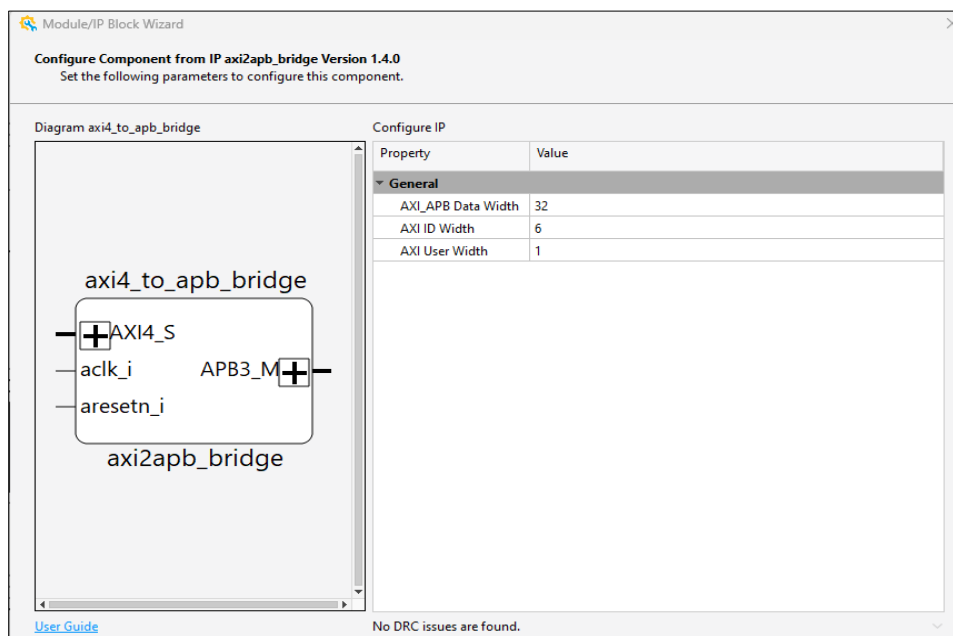 Module/IP Block Wizard
Configure Component from IP axi2apb_bridge Version 1.4.0
Set the following parameters to configure this component.
Diagram axi4_to_apb_bridge
Configure IP
Property Value
General
AXI_APB Data Width 32
AXI ID Width 6
AXI User Width 1
axi4_to_apb_bridge
AXI4_S
aclk_i APB3_M
aresetn_i
axi2apb_bridge
User Guide
No DRC issues are found.